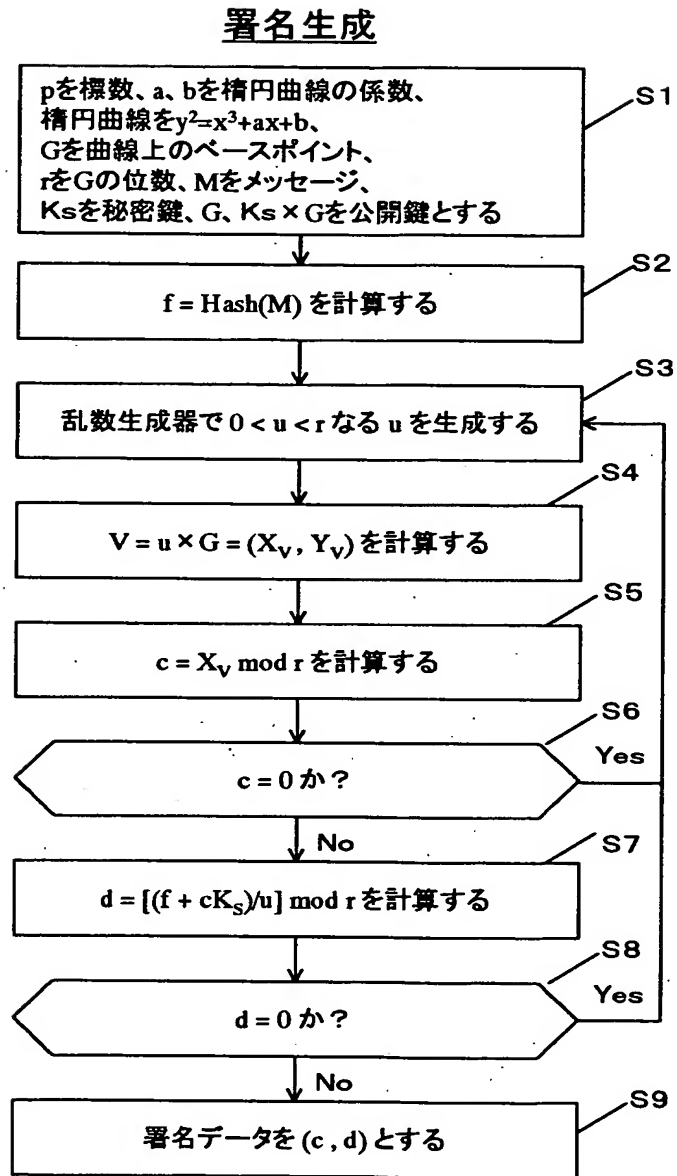 署名生成
pを標数、a、bを楕円曲線の係数、
楕円曲線をy²=x³+ax+b、
Gを曲線上のベースポイント、
rをGの位数、Mをメッセージ、
Ksを秘密鍵、G、Ks×Gを公開鍵とする
S1
f = Hash(M) を計算する
S2
乱数生成器で 0 < u < r なる u を生成する
S3
V = u × G = (X_V , Y_V) を計算する
S4
c = X_V mod r を計算する
S5
c = 0 か?
S6
Yes
No
d = [(f + cK_S)/u] mod r を計算する
S7
d = 0 か?
S8
Yes
No
署名データを (c , d) とする
S9